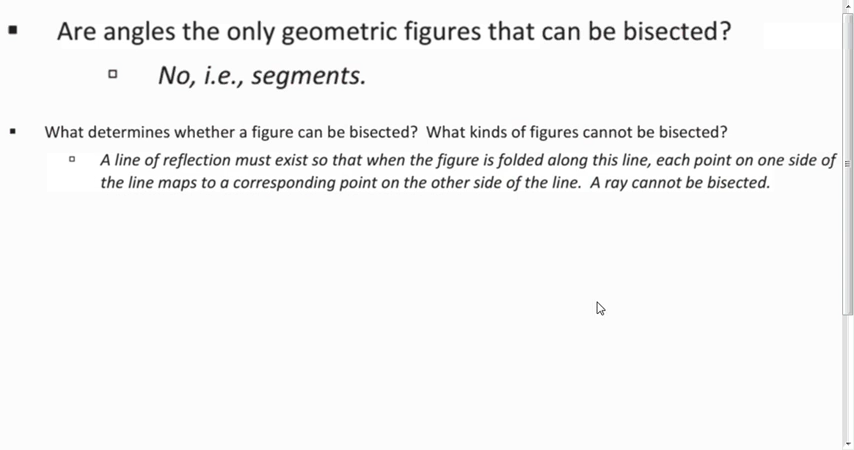 ▪ Are angles the only geometric figures that can be bisected?
▫ No, i.e., segments.
▪ What determines whether a figure can be bisected? What kinds of figures cannot be bisected?
▫ A line of reflection must exist so that when the figure is folded along this line, each point on one side of
the line maps to a corresponding point on the other side of the line. A ray cannot be bisected.